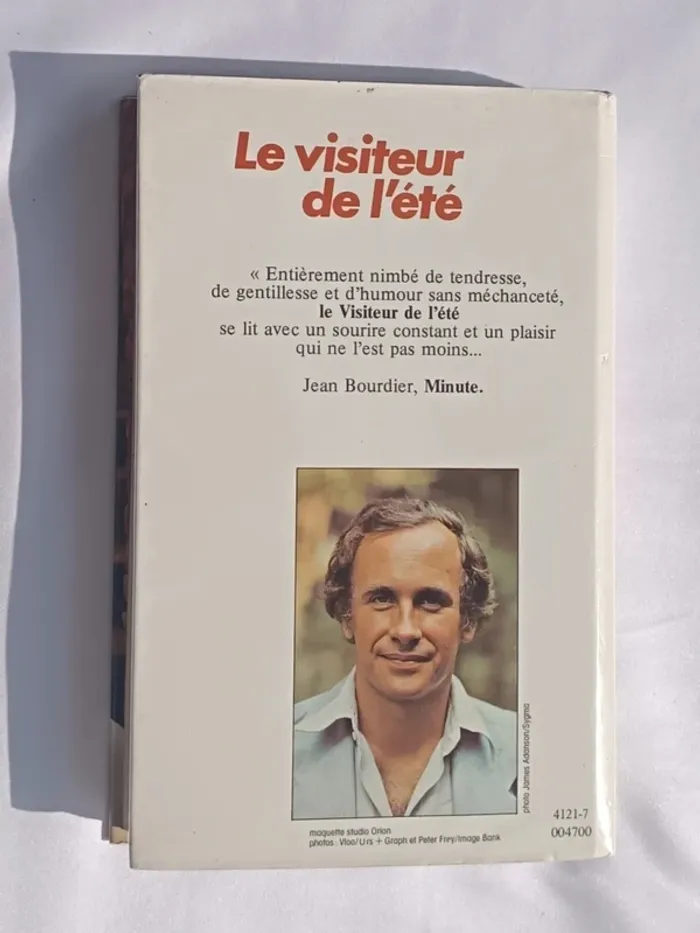 Le visiteur
de l'été
« Entièrement nimbé de tendresse,
de gentillesse et d'humour sans méchanceté,
le Visiteur de l'été
se lit avec un sourire constant et un plaisir
qui ne l'est pas moins...
Jean Bourdier, Minute.
photo James Adanson/Sygma
4121-7
004700
maquette studio Orion
photos : Vloo/Urs + Graph et Peter Frey/Image Bank